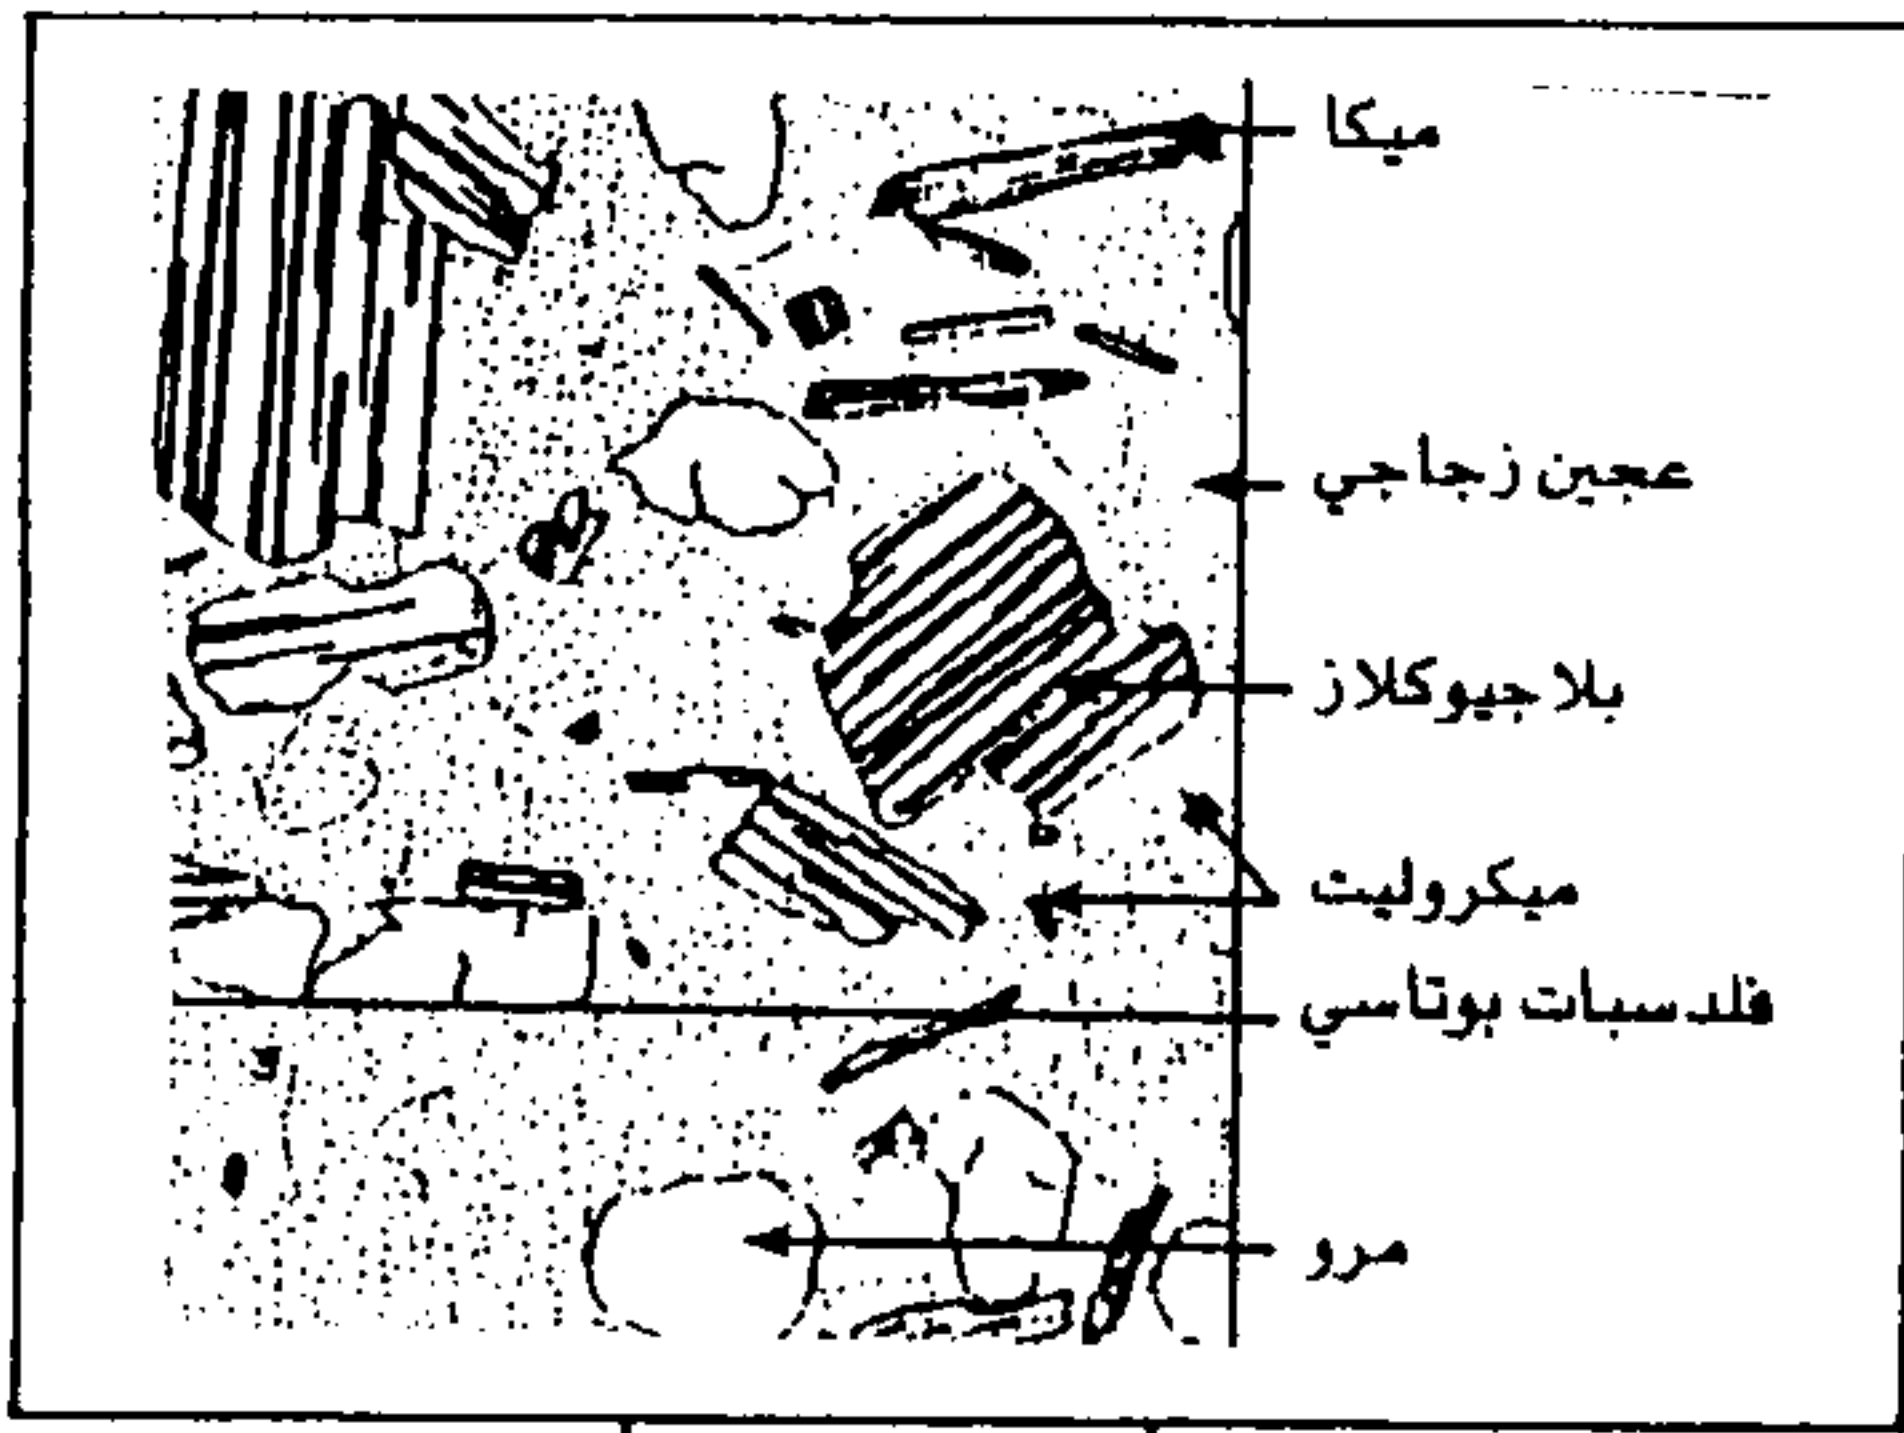 ميكا
عجين زجاجي
بلاجيوكلاز
ميكروليت
فلدسبات بوتاسي
مرو